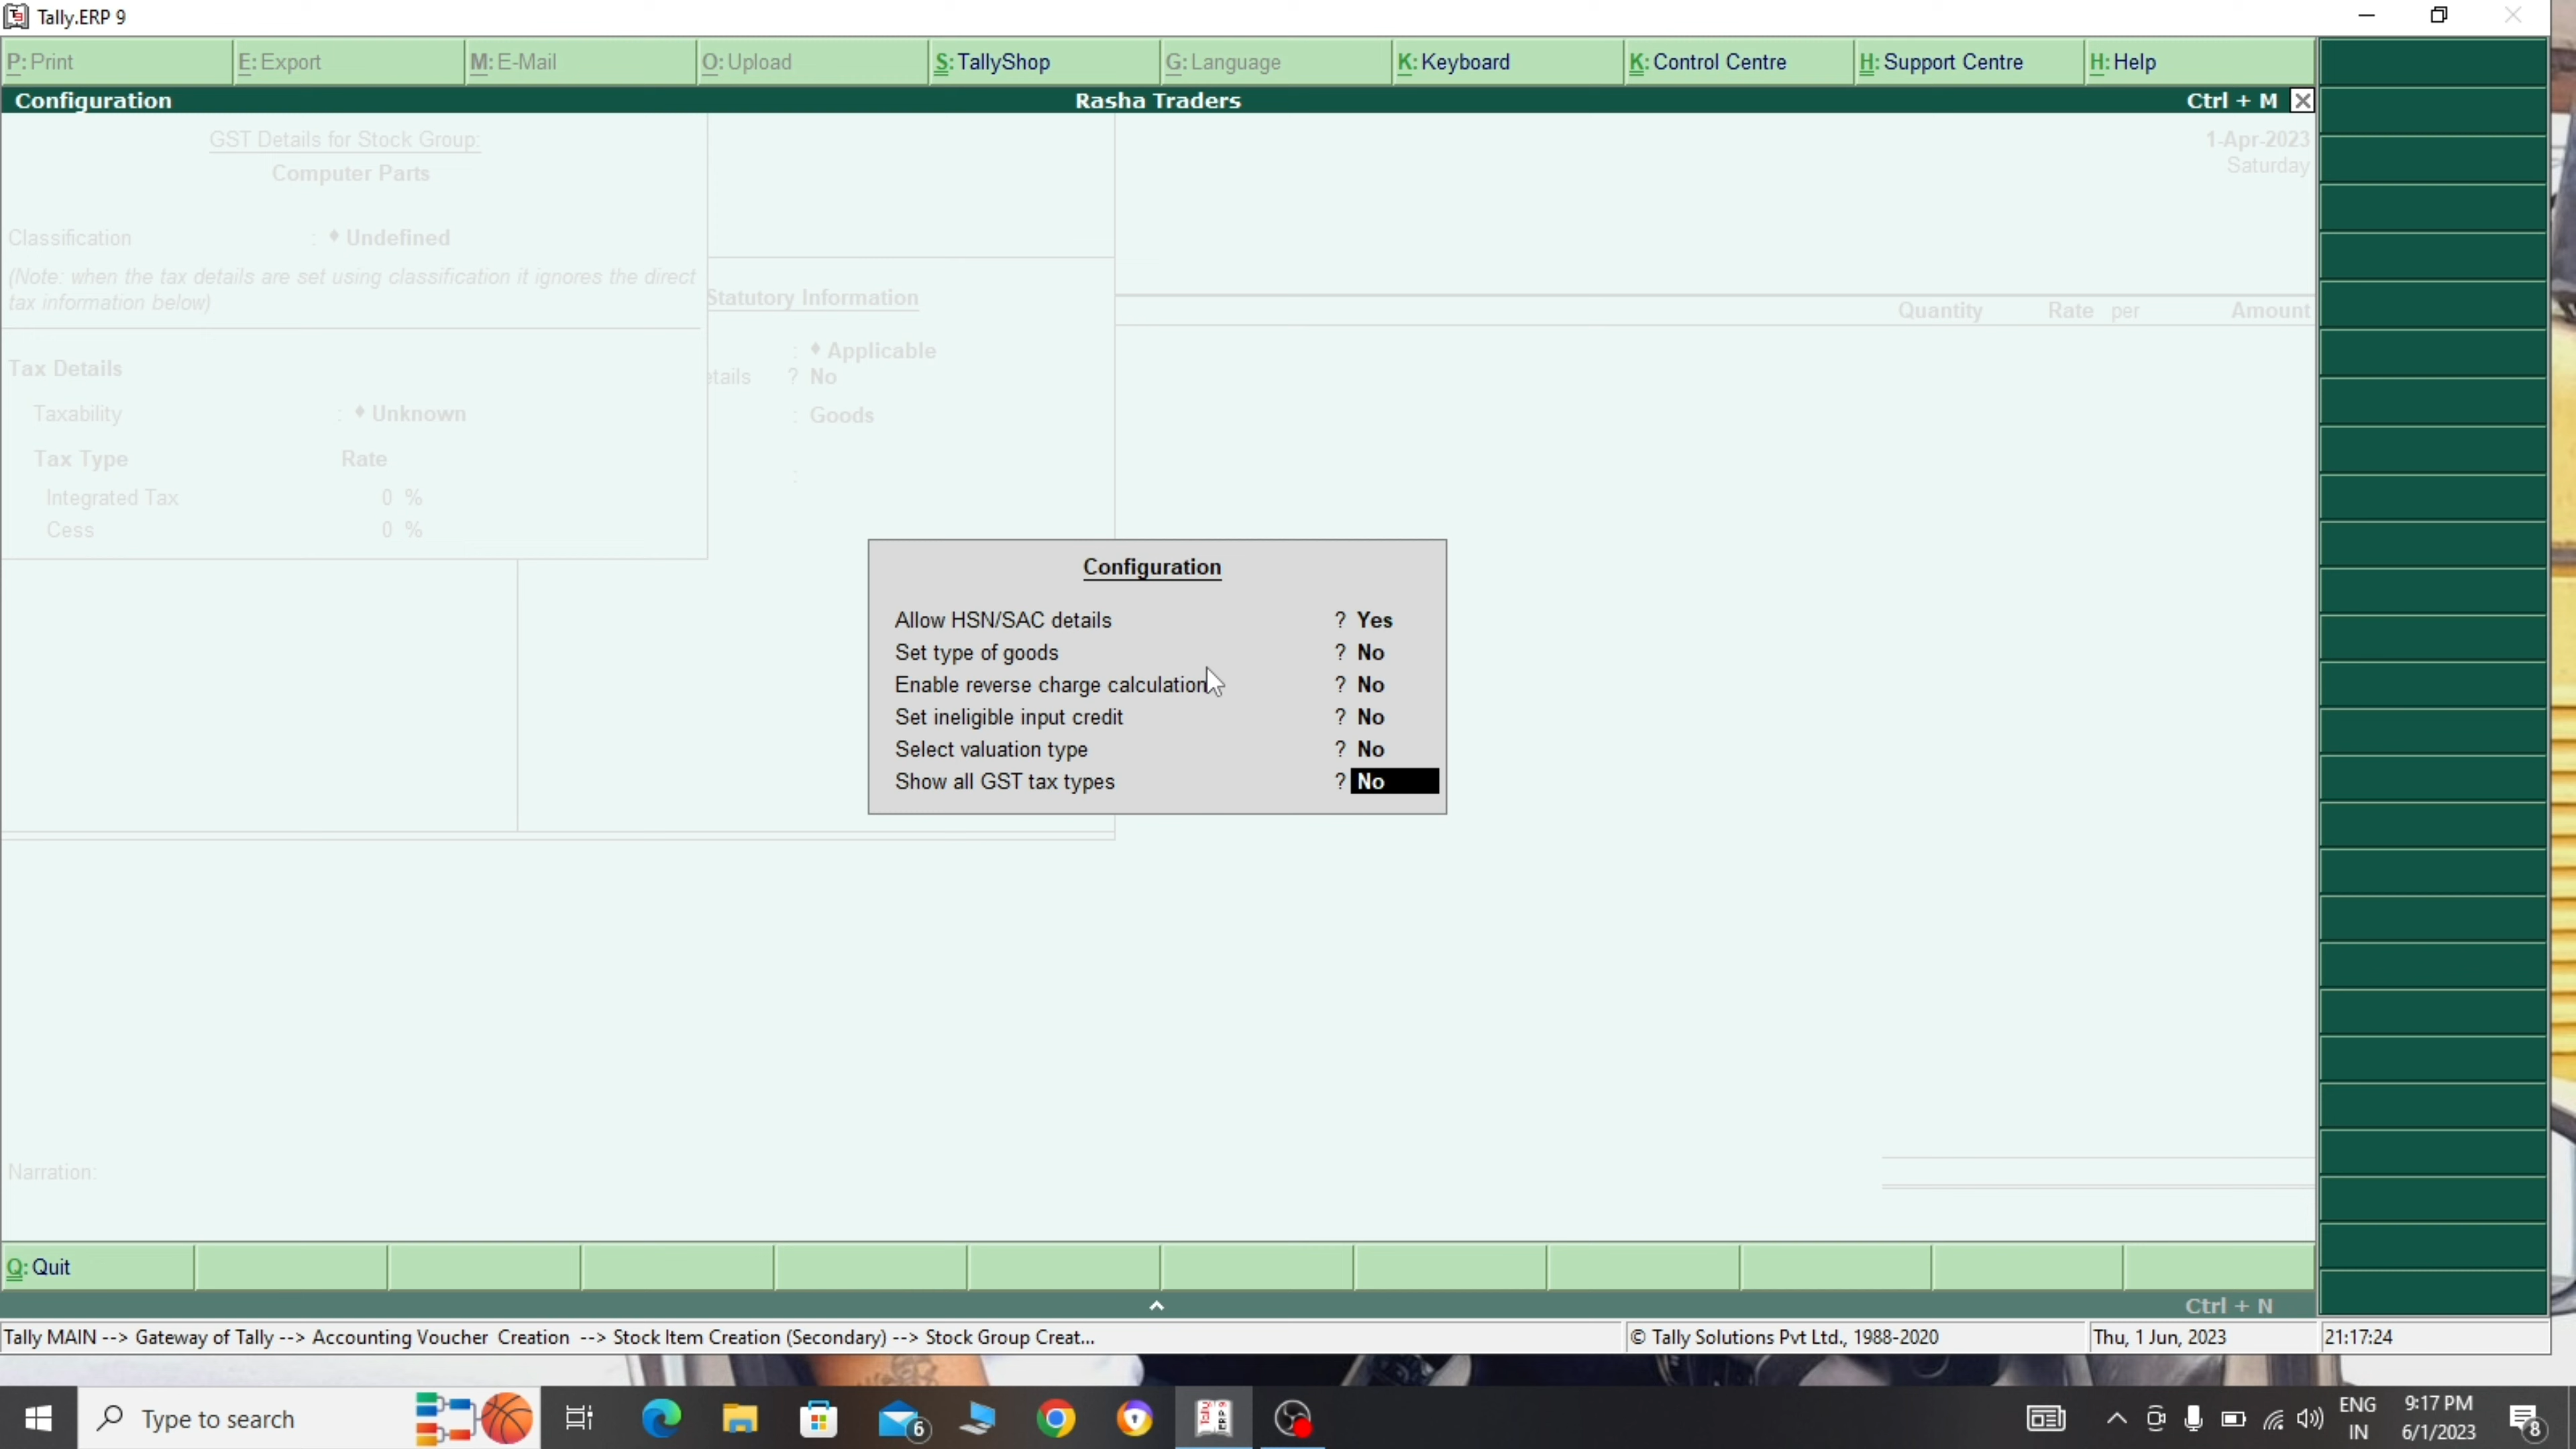 Tally.ERP 9
P: Print E: Export M: E-Mail O: Upload S: TallyShop G: Language K: Keyboard K: Control Centre H: Support Centre H: Help
Configuration Rasha Traders Ctrl + M
GST Details for Stock Group:
Computer Parts
1-Apr-2023
Saturday
Classification : ♦ Undefined
(Note: when the tax details are set using classification it ignores the direct
tax information below)
Statutory Information
Quantity Rate per Amount
: ♦ Applicable
Tax Details
etails ? No
Taxability : ♦ Unknown
: Goods
Tax Type Rate
:
Integrated Tax 0 %
Cess 0 %
Configuration
Allow HSN/SAC details ? Yes
Set type of goods ? No
Enable reverse charge calculation ? No
Set ineligible input credit ? No
Select valuation type ? No
Show all GST tax types ? No
Narration:
Q: Quit
Ctrl + N
Tally MAIN --> Gateway of Tally --> Accounting Voucher Creation --> Stock Item Creation (Secondary) --> Stock Group Creat... © Tally Solutions Pvt Ltd., 1988-2020 Thu, 1 Jun, 2023 21:17:24
Type to search
6
Tally ERP 9
ENG
IN
9:17 PM
6/1/2023
8